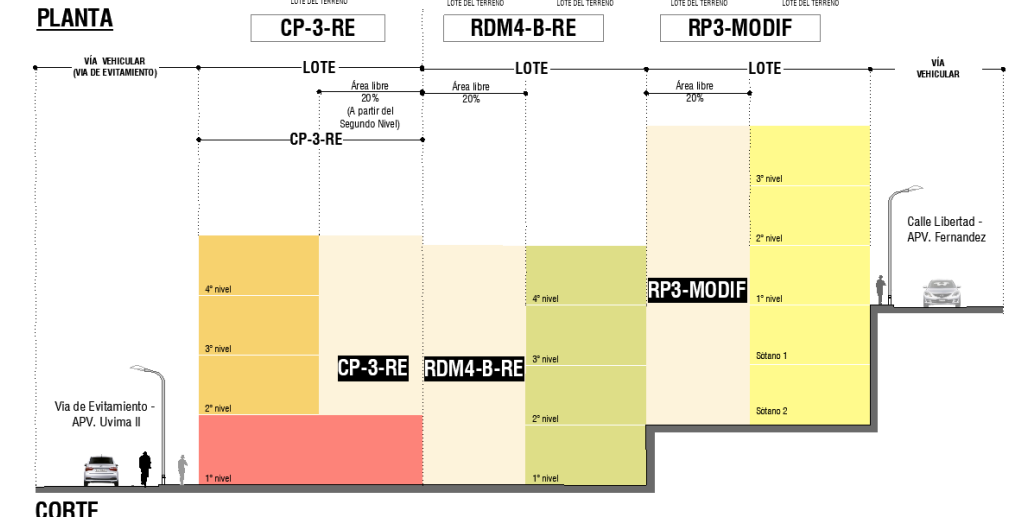 LOTE DEL TERRENO
LOTE DEL TERRENO
LOTE DEL TERRENO
LOTE DEL TERRENO
LOTE DEL TERRENO
PLANTA
CP-3-RE
RDM4-B-RE
RP3-MODIF
VÍA VEHICULAR
(VIA DE EVITAMIENTO)
LOTE
LOTE
LOTE
VÍA
VEHICULAR
Área libre
20%
(A partir del
Segundo Nivel)
Área libre
20%
Área libre
20%
CP-3-RE
3° nivel
2° nivel
1° nivel
Sótano 1
Sótano 2
Calle Libertad -
APV. Fernandez
RP3-MODIF
4° nivel
3° nivel
2° nivel
1° nivel
CP-3-RE
RDM4-B-RE
4° nivel
3° nivel
2° nivel
1° nivel
Via de Evitamiento -
APV. Uvima II
CORTE